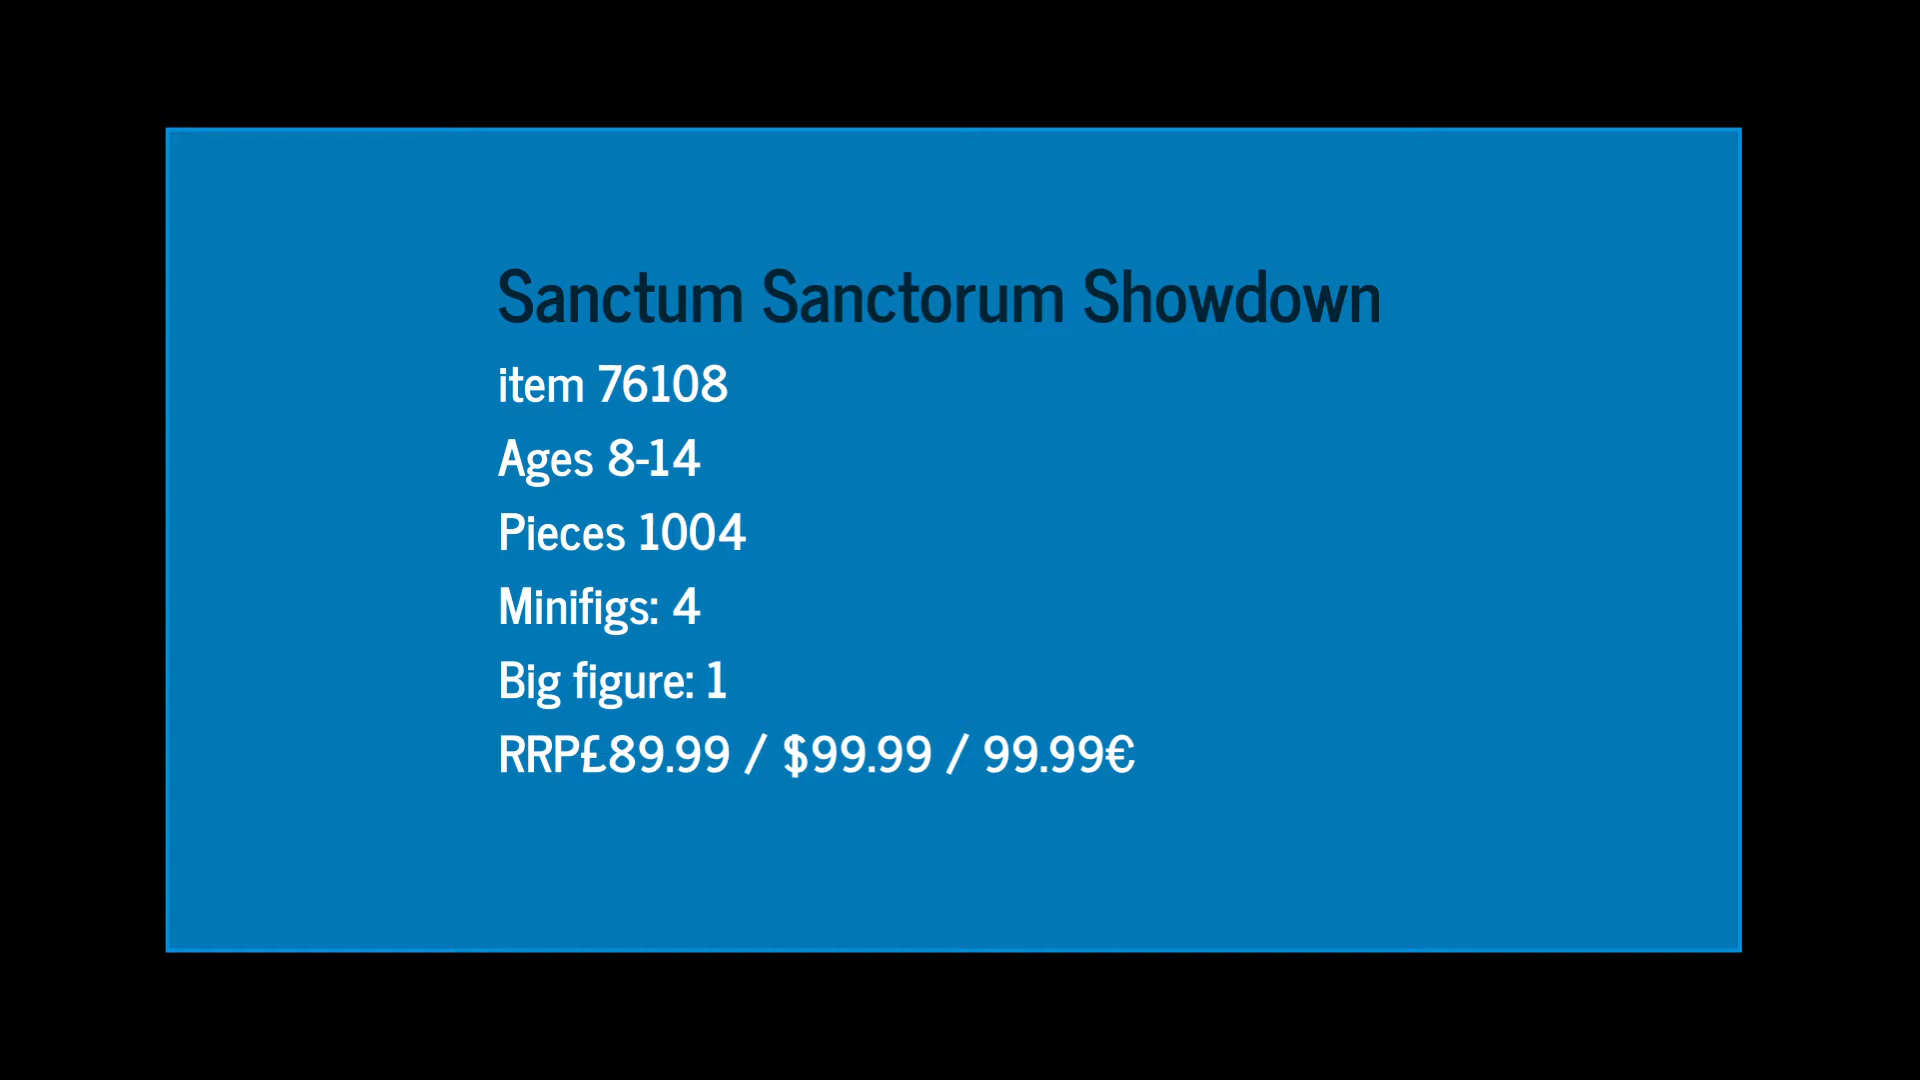 Sanctum Sanctorum Showdown
item 76108
Ages 8-14
Pieces 1004
Minifigs: 4
Big figure: 1
RRP£89.99 / $99.99 / 99.99€